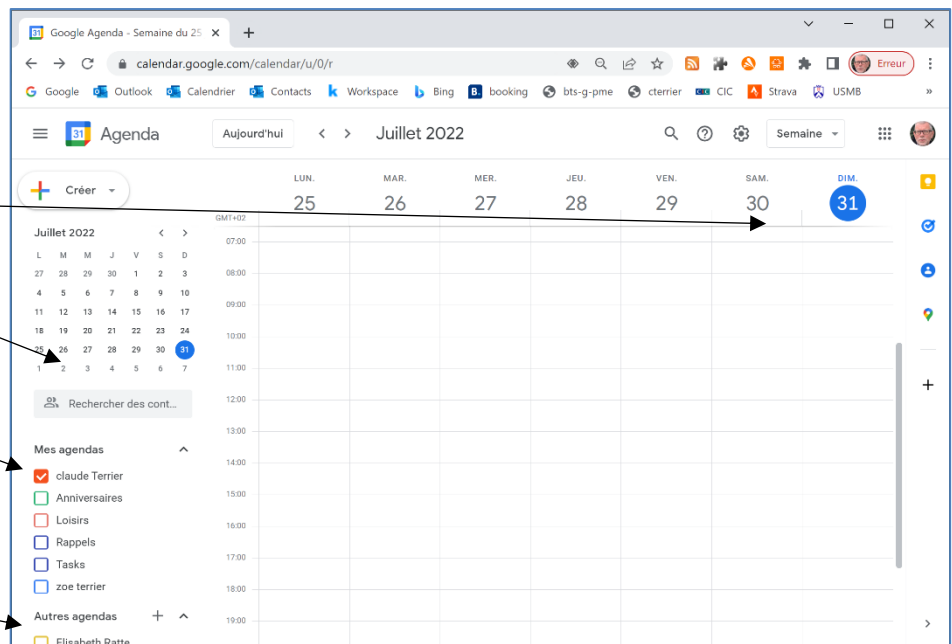 31 Google Agenda - Semaine du 25
calendar.google.com/calendar/u/0/r
Erreur
G Google Outlook Calendrier Contacts Workspace Bing B. booking bts-g-pme cterrier CIC Strava USMB »
31 Agenda Aujourd'hui < > Juillet 2022 Semaine
Créer
LUN. MAR. MER. JEU. VEN. SAM. DIM.
25 26 27 28 29 30 31
GMT+02
Juillet 2022 < >
L M M J V S D
27 28 29 30 1 2 3
4 5 6 7 8 9 10
11 12 13 14 15 16 17
18 19 20 21 22 23 24
25 26 27 28 29 30 31
1 2 3 4 5 6 7
Rechercher des cont...
Mes agendas
claude Terrier
Anniversaires
Loisirs
Rappels
Tasks
zoe terrier
Autres agendas +
Elisabeth Ratte
07:00
08:00
09:00
10:00
11:00
12:00
13:00
14:00
15:00
16:00
17:00
18:00
19:00